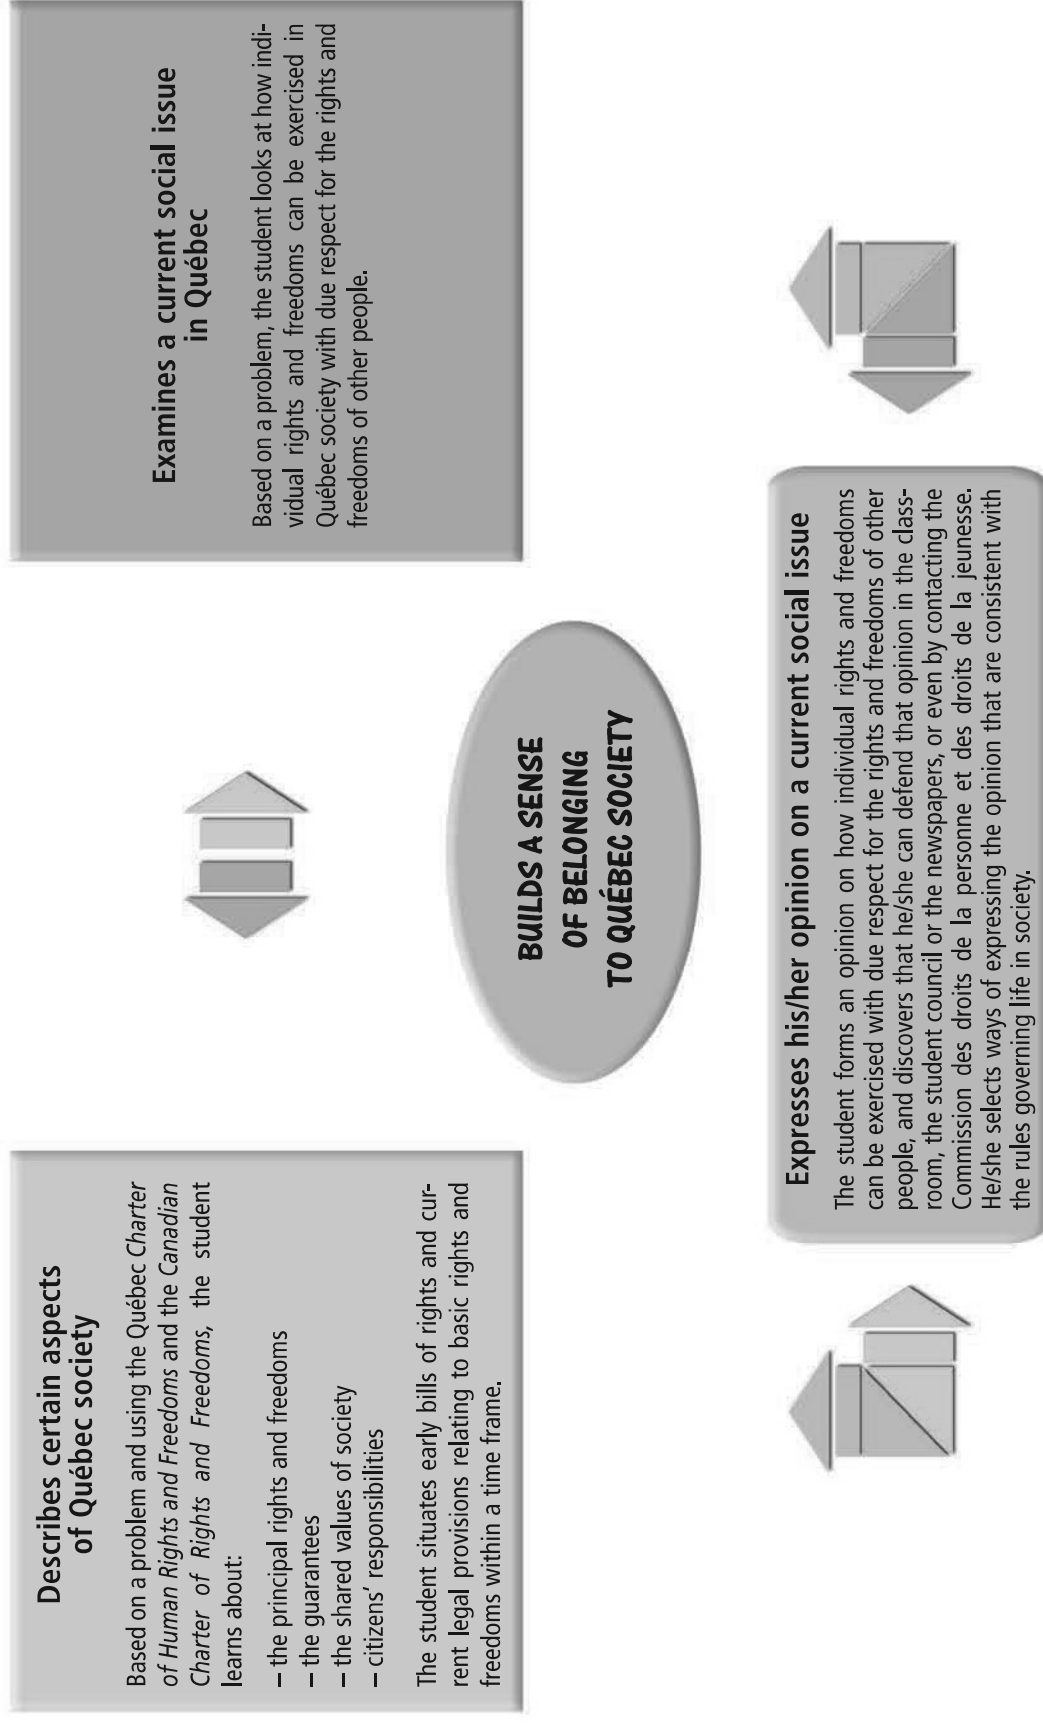 Describes certain aspects
of Québec society
Based on a problem and using the Québec Charter
of Human Rights and Freedoms and the Canadian
Charter of Rights and Freedoms, the student
learns about:
– the principal rights and freedoms
– the guarantees
– the shared values of society
– citizens’ responsibilities
The student situates early bills of rights and cur-
rent legal provisions relating to basic rights and
freedoms within a time frame.
Examines a current social issue
in Québec
Based on a problem, the student looks at how indi-
vidual rights and freedoms can be exercised in
Québec society with due respect for the rights and
freedoms of other people.
BUILDS A SENSE
OF BELONGING
TO QUÉBEC SOCIETY
Expresses his/her opinion on a current social issue
The student forms an opinion on how individual rights and freedoms
can be exercised with due respect for the rights and freedoms of other
people, and discovers that he/she can defend that opinion in the class-
room, the student council or the newspapers, or even by contacting the
Commission des droits de la personne et des droits de la jeunesse.
He/she selects ways of expressing the opinion that are consistent with
the rules governing life in society.